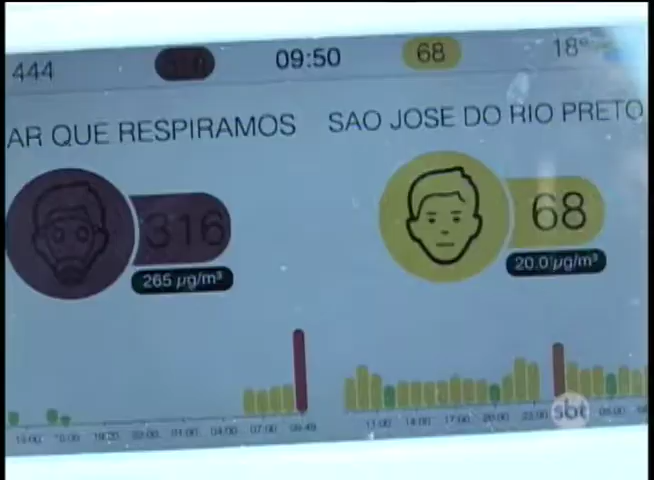 444 09:50 68 18°
AR QUE RESPIRAMOS SAO JOSE DO RIO PRETO
316 68
265 µg/m³ 20.0 µg/m³
sbt